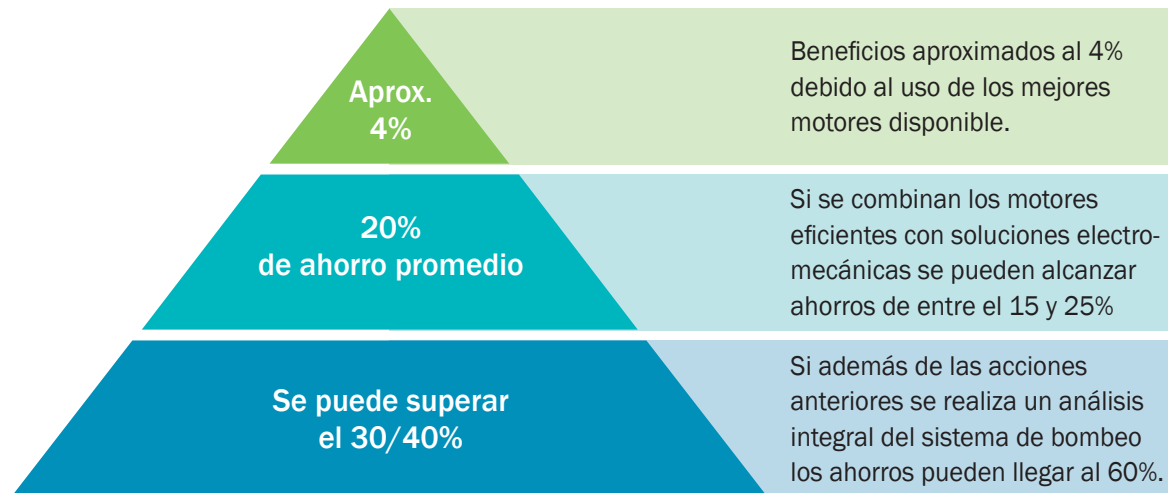 Aprox.
4%
Beneficios aproximados al 4%
debido al uso de los mejores
motores disponible.
20%
de ahorro promedio
Si se combinan los motores
eficientes con soluciones electro-
mecánicas se pueden alcanzar
ahorros de entre el 15 y 25%
Se puede superar
el 30/40%
Si además de las acciones
anteriores se realiza un análisis
integral del sistema de bombeo
los ahorros pueden llegar al 60%.